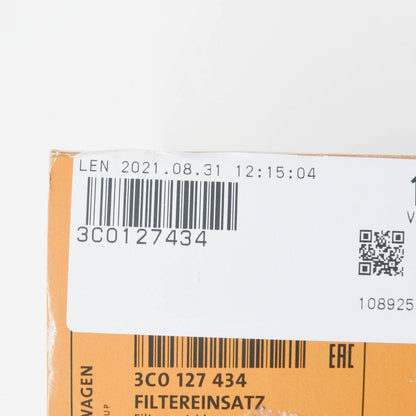 LEN 2021.08.31 12:15:04
3C0127434
108925
EAC
3C0 127 434
FILTEREINSATZ
WAGEN